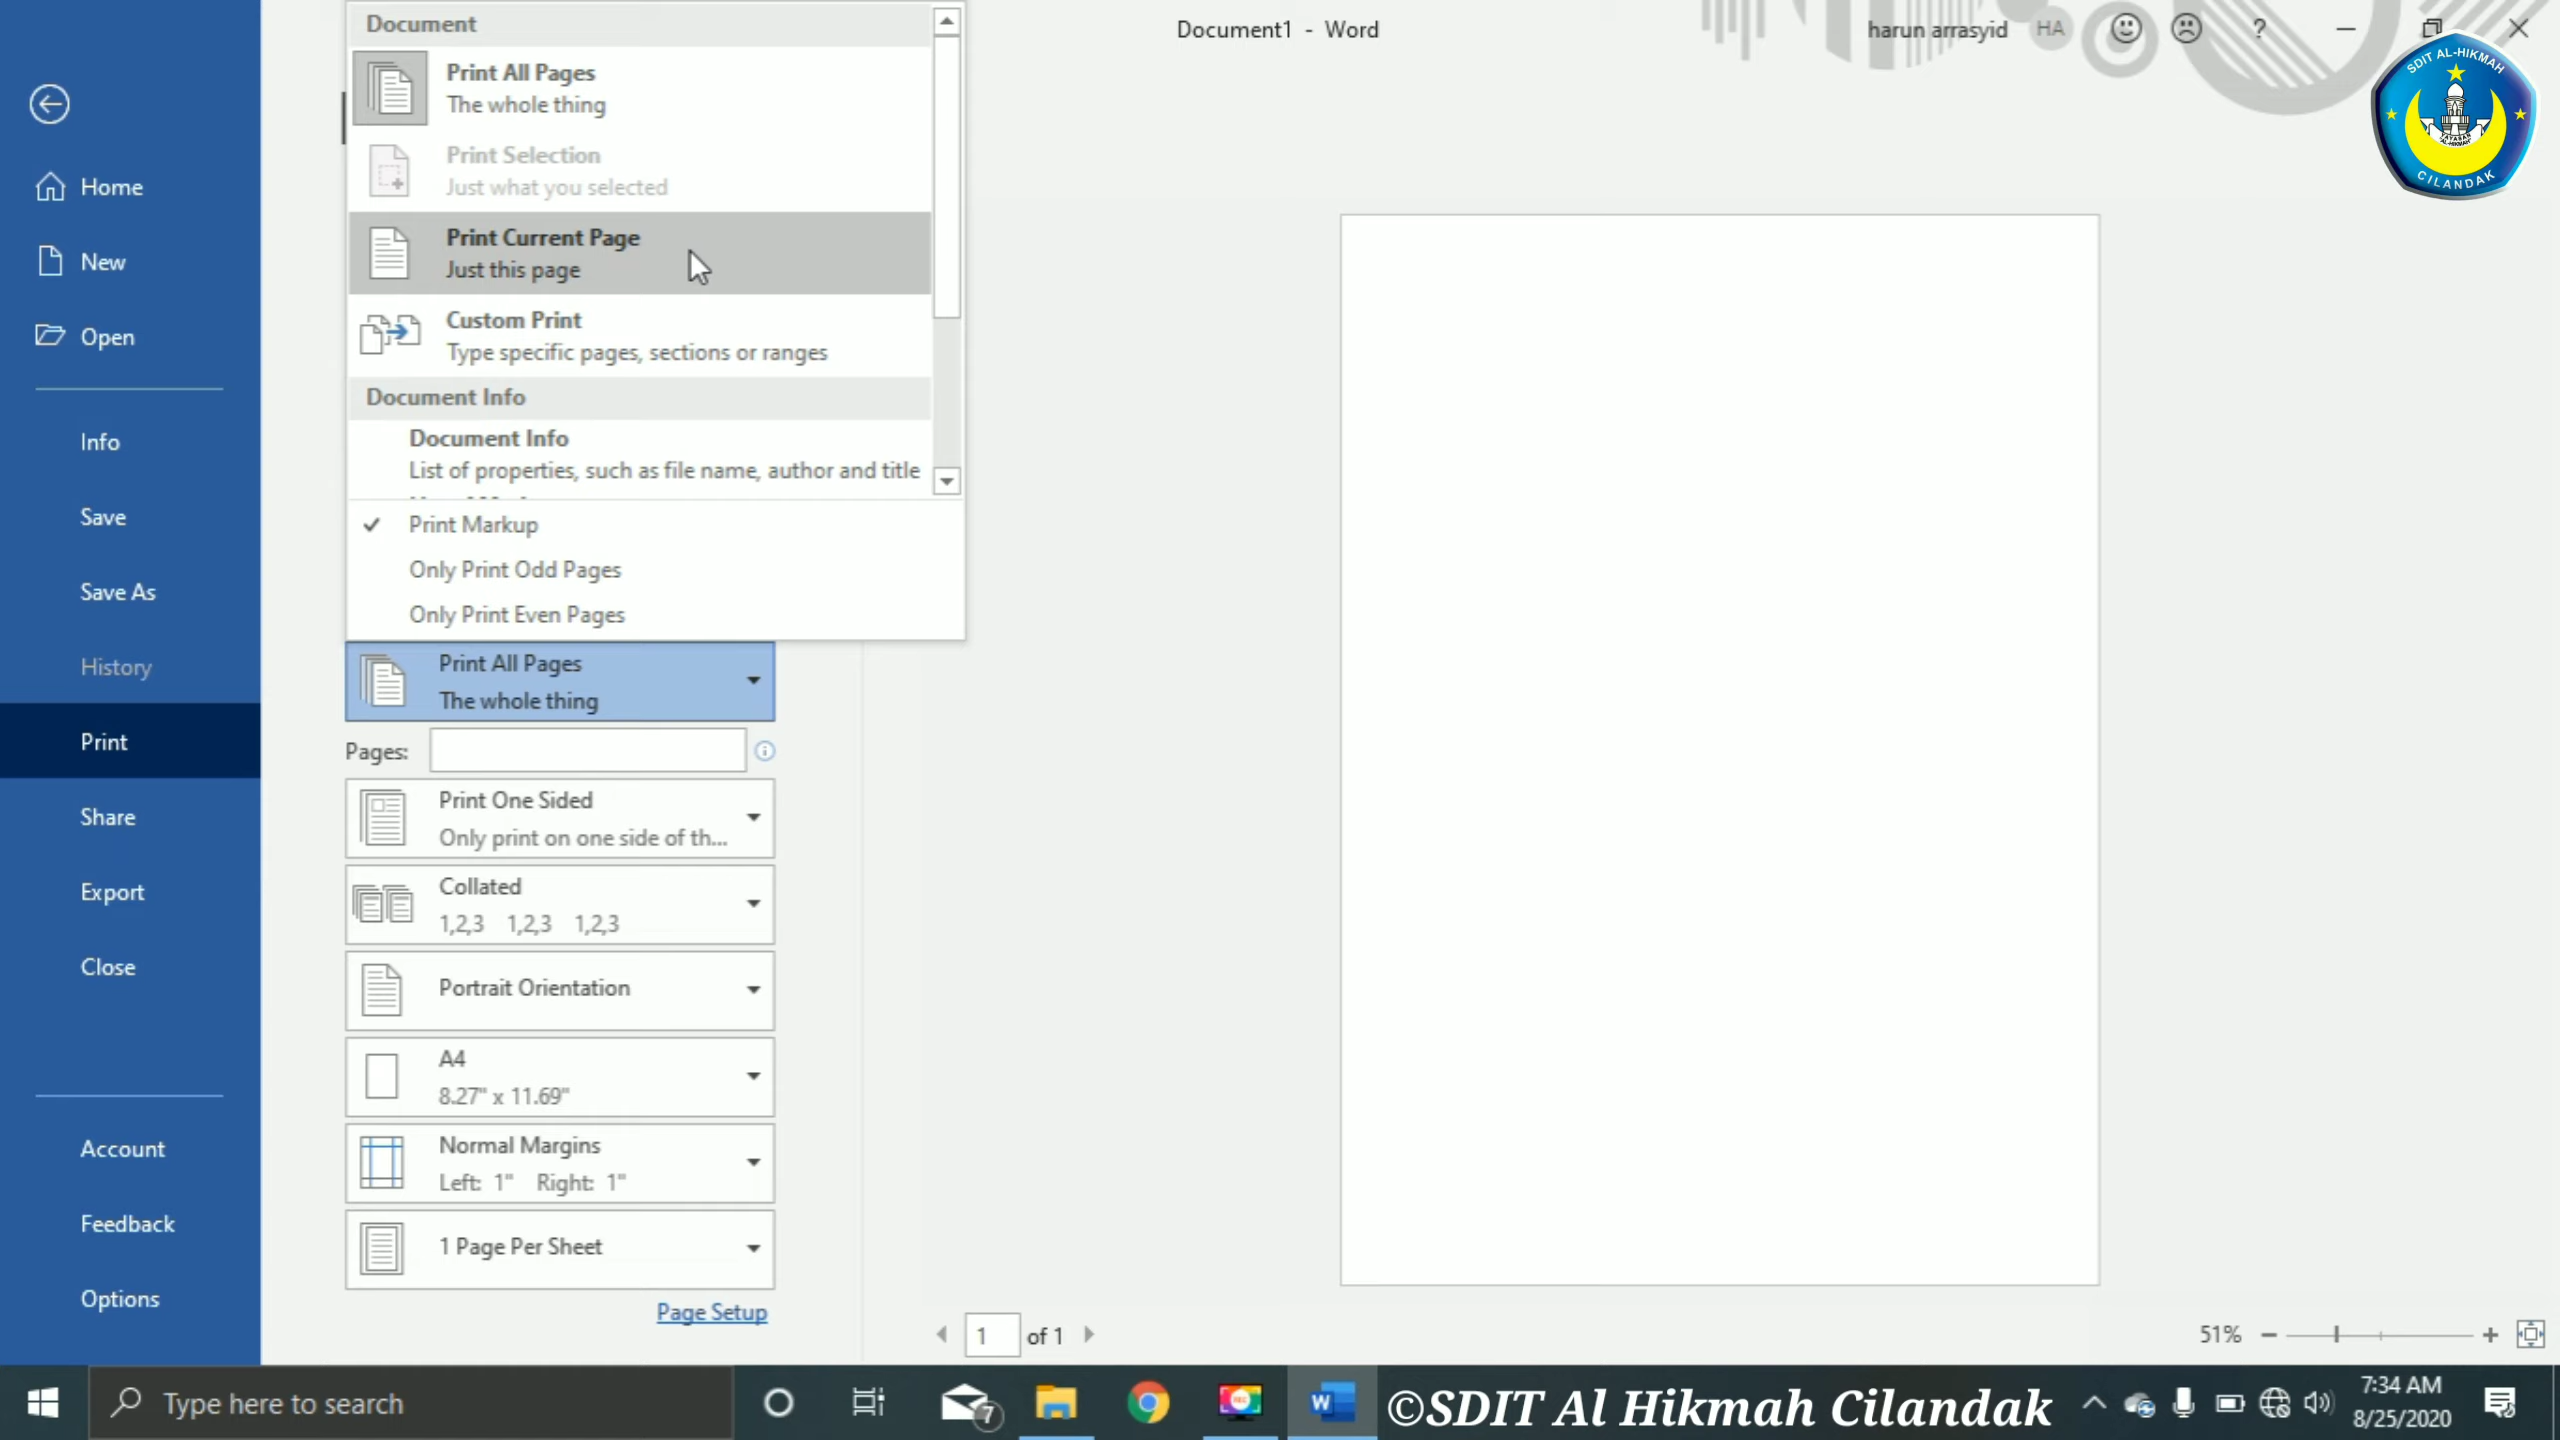 Document1 - Word
harun arrasyid HA
?
SDIT AL-HIKMAH
YAYASAN
AL-HIKMAH
CILANDAK
Home
New
Open
Info
Save
Save As
History
Print
Share
Export
Close
Account
Feedback
Options
Document
Print All Pages
The whole thing
Print Selection
Just what you selected
Print Current Page
Just this page
Custom Print
Type specific pages, sections or ranges
Document Info
Document Info
List of properties, such as file name, author and title
Print Markup
Only Print Odd Pages
Only Print Even Pages
Print All Pages
The whole thing
Pages:
Print One Sided
Only print on one side of th...
Collated
1,2,3 1,2,3 1,2,3
Portrait Orientation
A4
8.27" x 11.69"
Normal Margins
Left: 1" Right: 1"
1 Page Per Sheet
Page Setup
1 of 1
51%
Type here to search
7
W
©SDIT Al Hikmah Cilandak
7:34 AM
8/25/2020